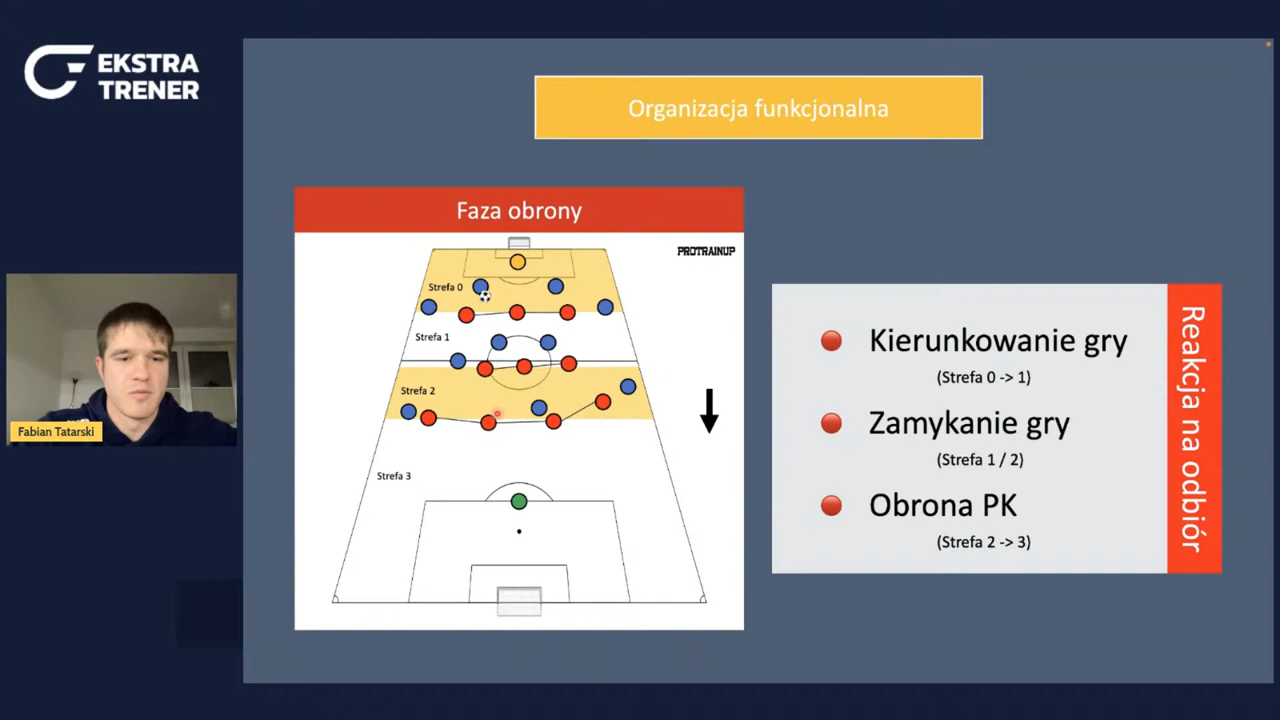 EKSTRA
TRENER
Organizacja funkcjonalna
Faza obrony
PROTRAINUP
Strefa 0
Strefa 1
Strefa 2
Strefa 3
Kierunkowanie gry
(Strefa 0 -> 1)
Zamykanie gry
(Strefa 1 / 2)
Obrona PK
(Strefa 2 -> 3)
Reakcja na odbiór
Fabian Tatarski